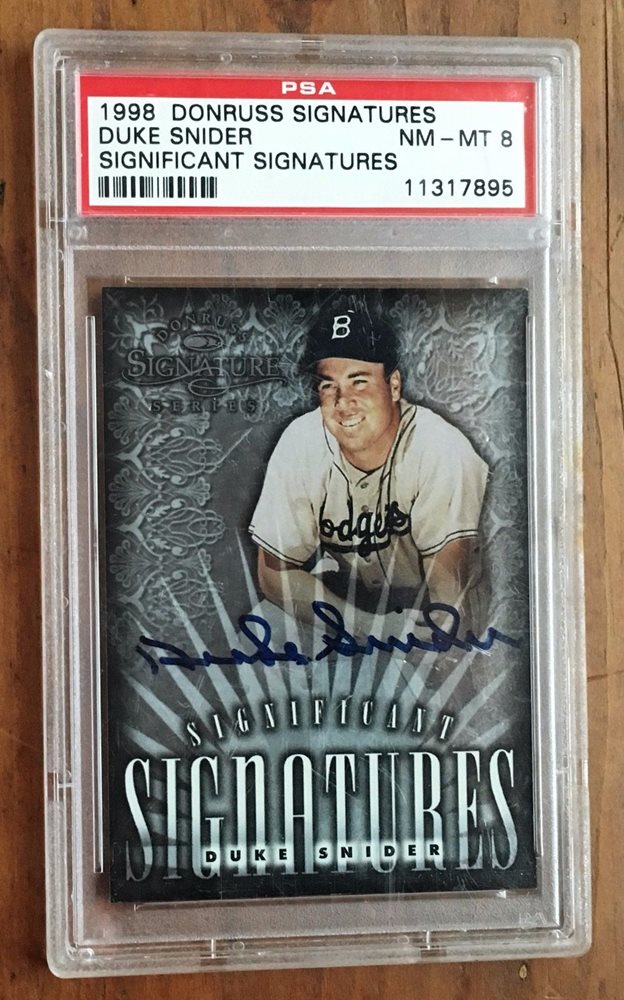 PSA
1998 DONRUSS SIGNATURES
DUKE SNIDER NM-MT 8
SIGNIFICANT SIGNATURES
11317895
B
DONRUSS
SIGNATURE
SERIES
odgers
Duke Snider
SIGNIFICANT
SIGNATURES
DUKE SNIDER